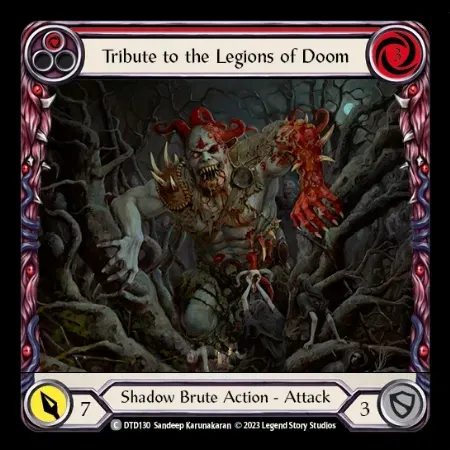 Tribute to the Legions of Doom
3
Shadow Brute Action - Attack
7
3
C DTD130 Sandeep Karunakaran © 2023 Legend Story Studios